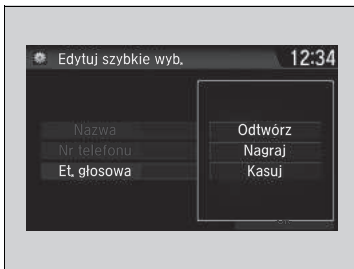 Edytuj szybkie wyb.
12:34
Nazwa
Nr telefonu
Et. głosowa
Odtwórz
Nagraj
Kasuj